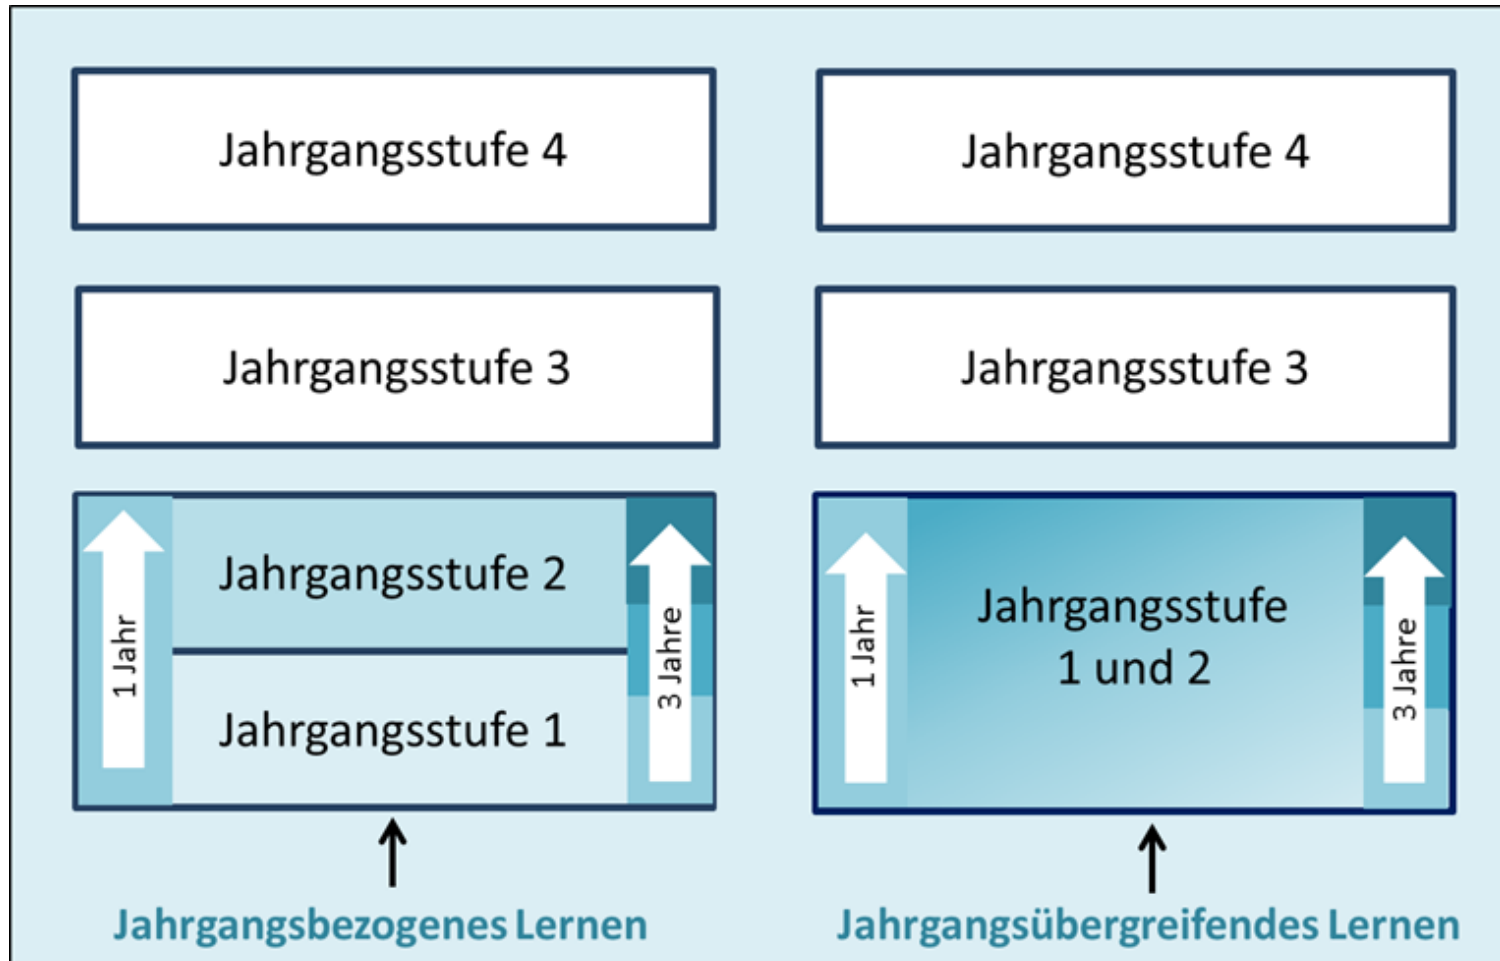 Jahrgangsstufe 4
Jahrgangsstufe 3
1 Jahr
Jahrgangsstufe 2
Jahrgangsstufe 1
3 Jahre
Jahrgangsbezogenes Lernen
Jahrgangsstufe 4
Jahrgangsstufe 3
1 Jahr
Jahrgangsstufe
1 und 2
3 Jahre
Jahrgangsübergreifendes Lernen